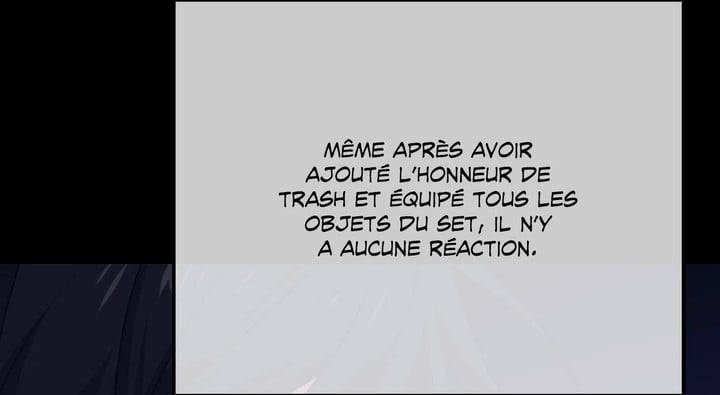 MÊME APRÈS AVOIR
AJOUTÉ L'HONNEUR DE
TRASH ET ÉQUIPÉ TOUS LES
OBJETS DU SET, IL N'Y
A AUCUNE RÉACTION.